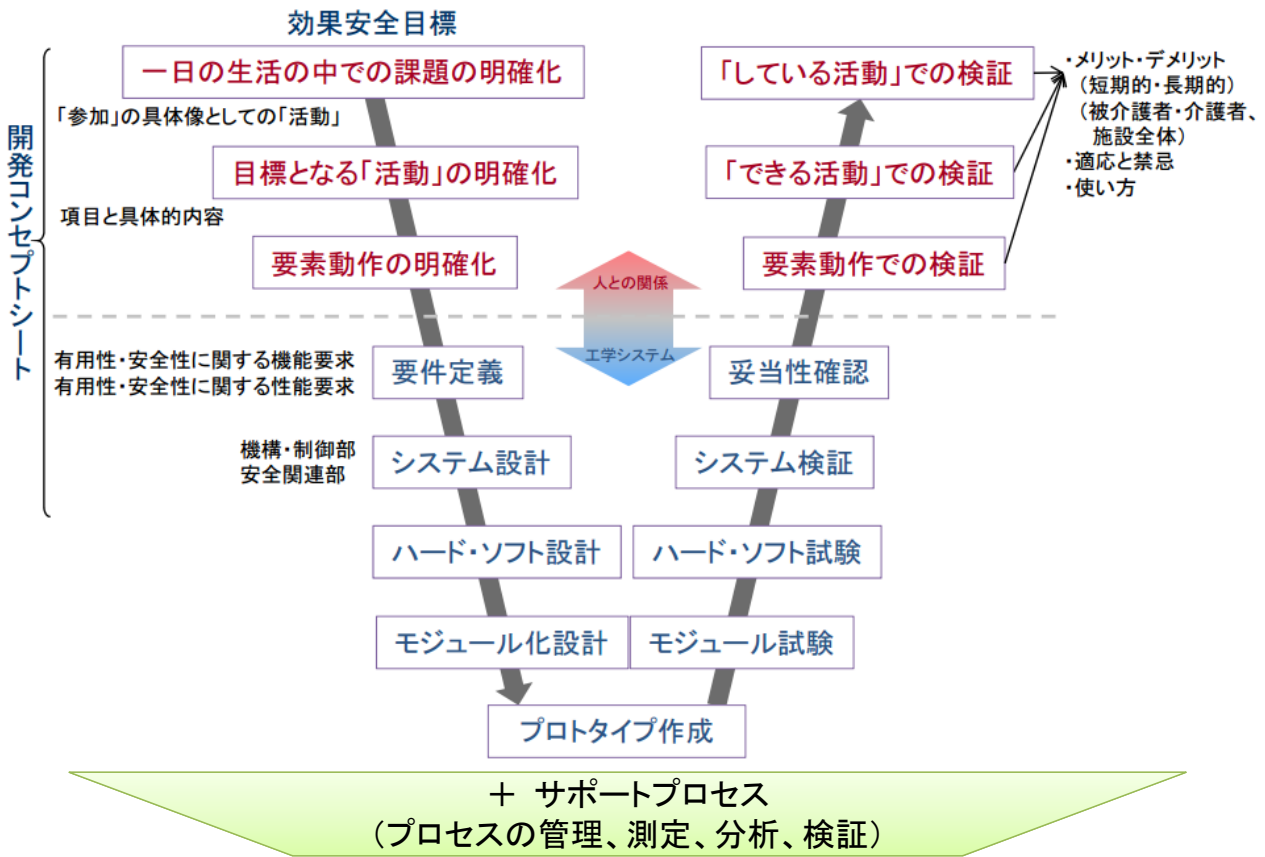 効果安全目標
一日の生活の中での課題の明確化
「参加」の具体像としての「活動」
目標となる「活動」の明確化
項目と具体的内容
要素動作の明確化
開発コンセプトシート
有用性・安全性に関する機能要求
有用性・安全性に関する性能要求
要件定義
機構・制御部
安全関連部
システム設計
ハード・ソフト設計
モジュール化設計
プロトタイプ作成
人との関係
工学システム
「している活動」での検証
「できる活動」での検証
要素動作での検証
妥当性確認
システム検証
ハード・ソフト試験
モジュール試験
・メリット・デメリット
(短期的・長期的)
(被介護者・介護者、
施設全体)
・適応と禁忌
・使い方
＋ サポートプロセス
(プロセスの管理、測定、分析、検証)